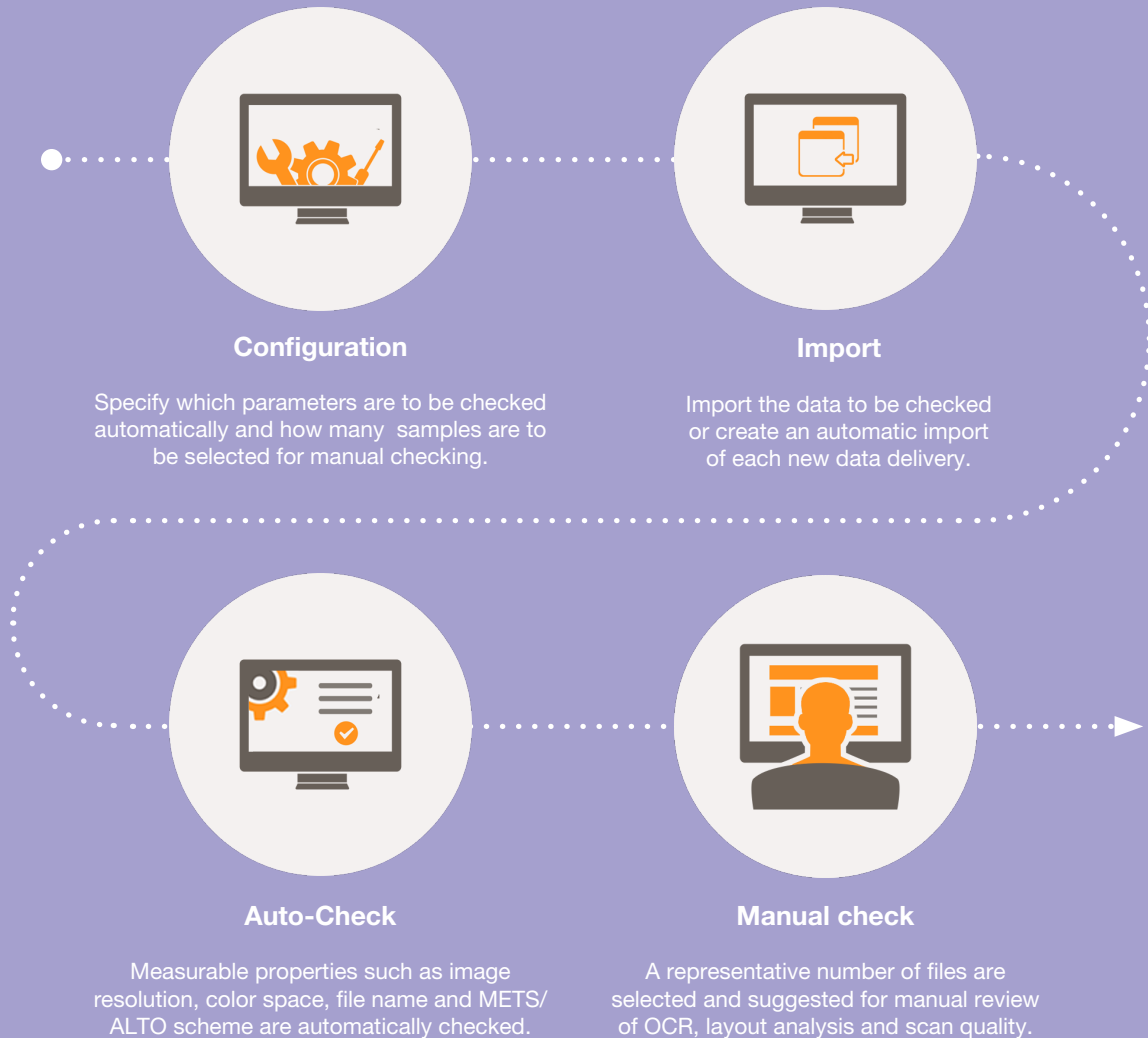 Configuration
Specify which parameters are to be checked
automatically and how many  samples are to
be selected for manual checking.
Import
Import the data to be checked
or create an automatic import
of each new data delivery.
Auto-Check
Measurable properties such as image
resolution, color space, file name and METS/
ALTO scheme are automatically checked.
Manual check
A representative number of files are
selected and suggested for manual review
of OCR, layout analysis and scan quality.